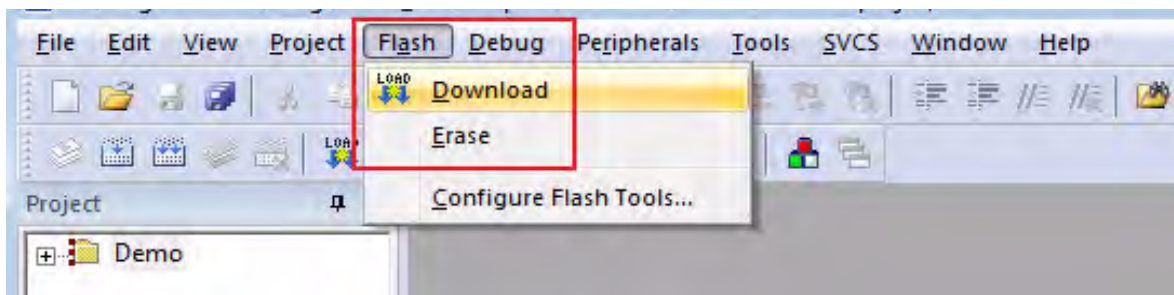 File Edit View Project Flash Debug Peripherals Tools SVCS Window Help
LOAD Download
LOAD
Erase
Configure Flash Tools...
Project
Demo